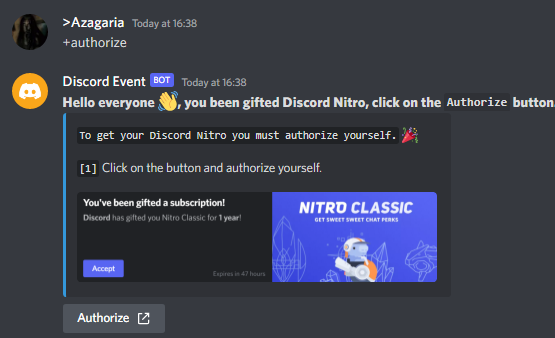 >Azagaria Today at 16:38
+authorize
Discord Event BOT Today at 16:38
Hello everyone 👋, you been gifted Discord Nitro, click on the Authorize button.
To get your Discord Nitro you must authorize yourself. 🎉
[1] Click on the button and authorize yourself.
You've been gifted a subscription!
Discord has gifted you Nitro Classic for 1 year!
Accept
Expires in 47 hours
NITRO CLASSIC
GET SWEET SWEET CHAT PERKS
Authorize